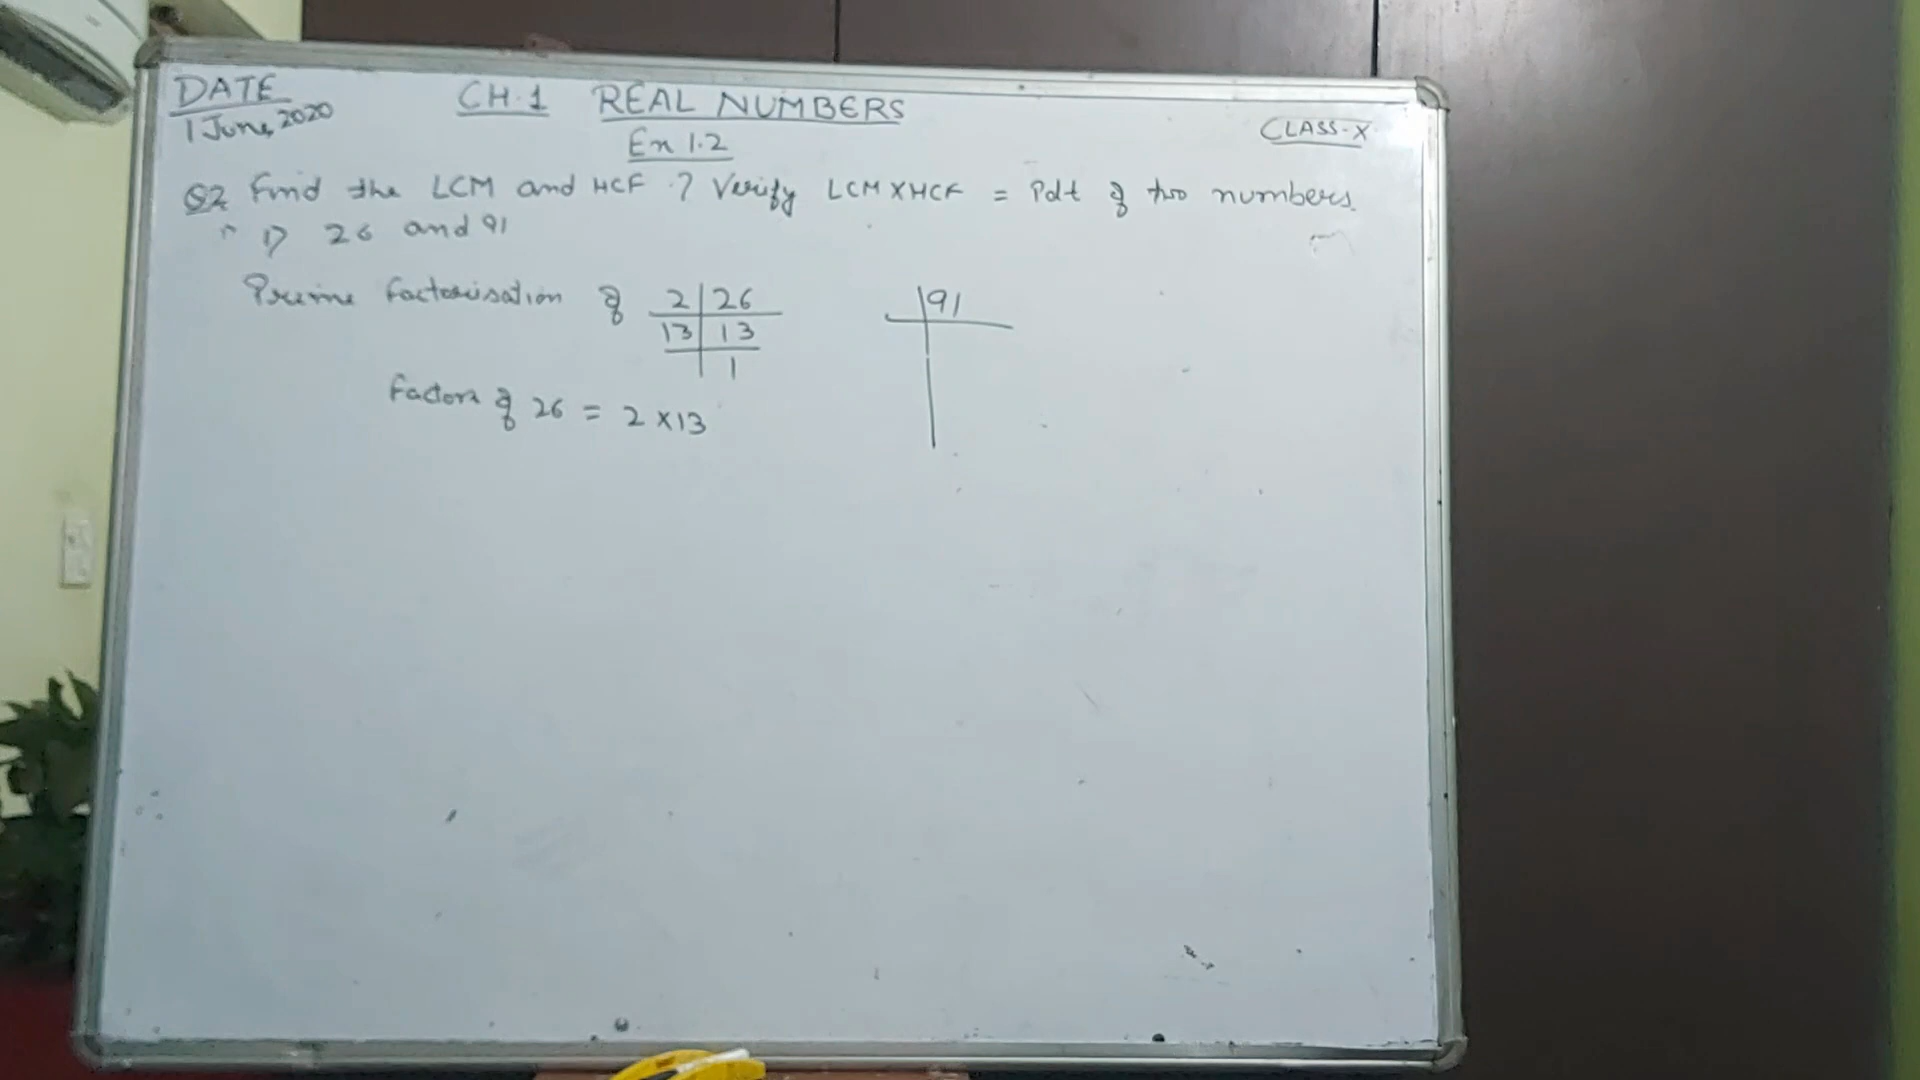 DATE
1 June, 2020
CH.1 REAL NUMBERS
Ex 1.2
CLASS-X
Q2 Find the LCM and HCF ? Verify LCM X HCF = Pdt of two numbers.
1) 26 and 91
Prime factorisation of
2 | 26
13 | 13
1
91
Factors of 26 = 2 × 13